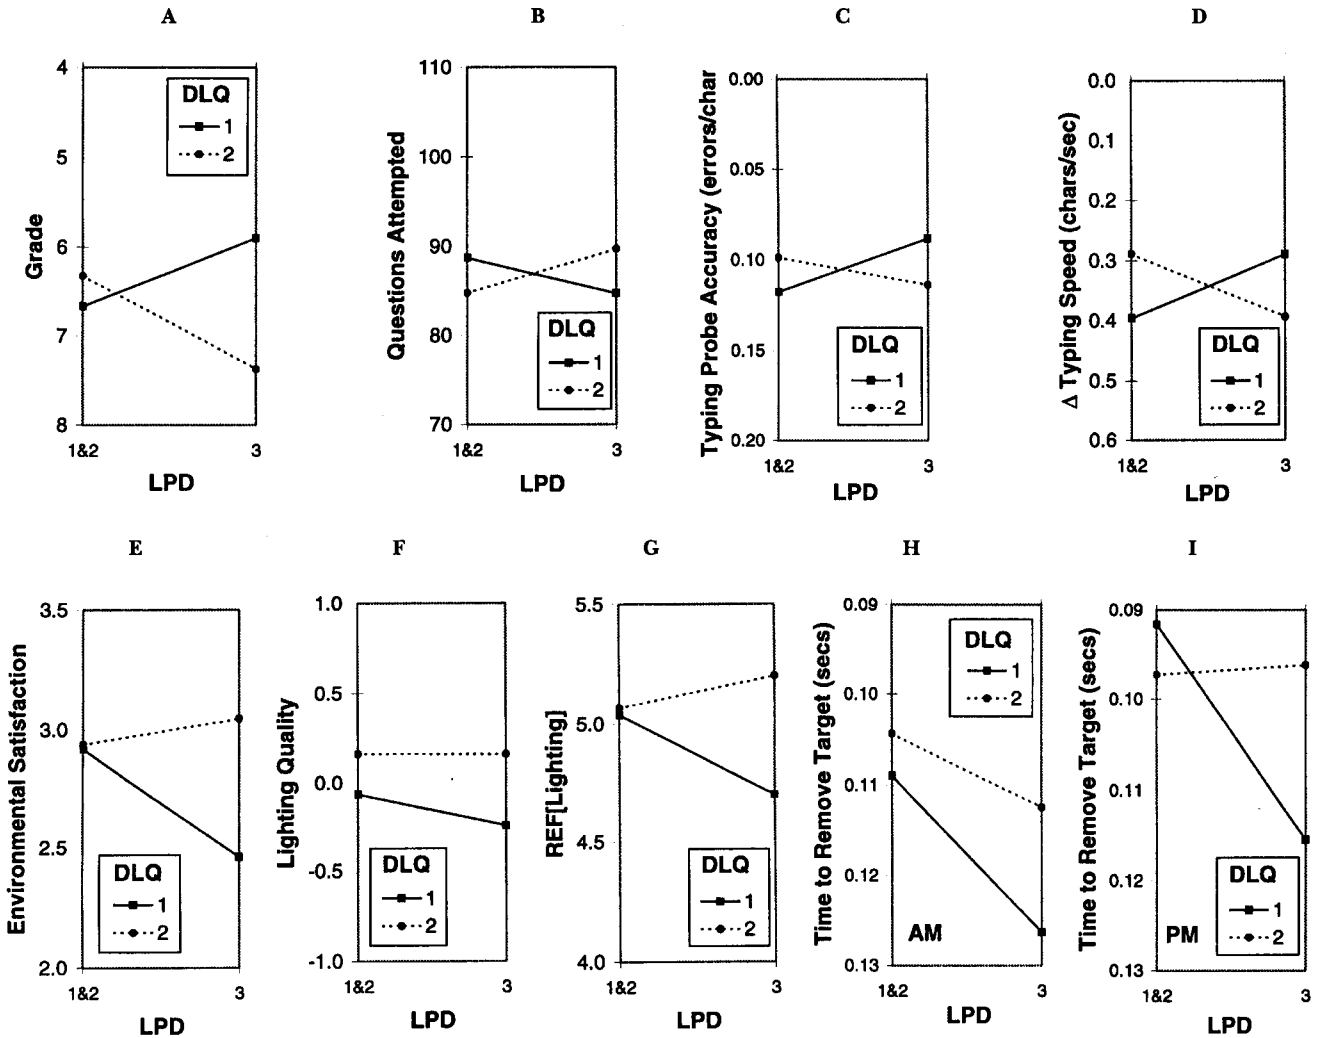 A
Grade
4
5
6
7
8
DLQ
1
2
1&2
3
LPD
B
Questions Attempted
110
100
90
80
70
DLQ
1
2
1&2
3
LPD
C
Typing Probe Accuracy (errors/char
0.00
0.05
0.10
0.15
0.20
DLQ
1
2
1&2
3
LPD
D
Δ Typing Speed (chars/sec)
0.0
0.1
0.2
0.3
0.4
0.5
0.6
DLQ
1
2
1&2
3
LPD
E
Environmental Satisfaction
3.5
3.0
2.5
2.0
DLQ
1
2
1&2
3
LPD
F
Lighting Quality
1.0
0.5
0.0
-0.5
-1.0
DLQ
1
2
1&2
3
LPD
G
REF[Lighting]
5.5
5.0
4.5
4.0
DLQ
1
2
1&2
3
LPD
H
Time to Remove Target (secs)
0.09
0.10
0.11
0.12
0.13
DLQ
1
2
AM
1&2
3
LPD
I
Time to Remove Target (secs)
0.09
0.10
0.11
0.12
0.13
DLQ
1
2
PM
1&2
3
LPD